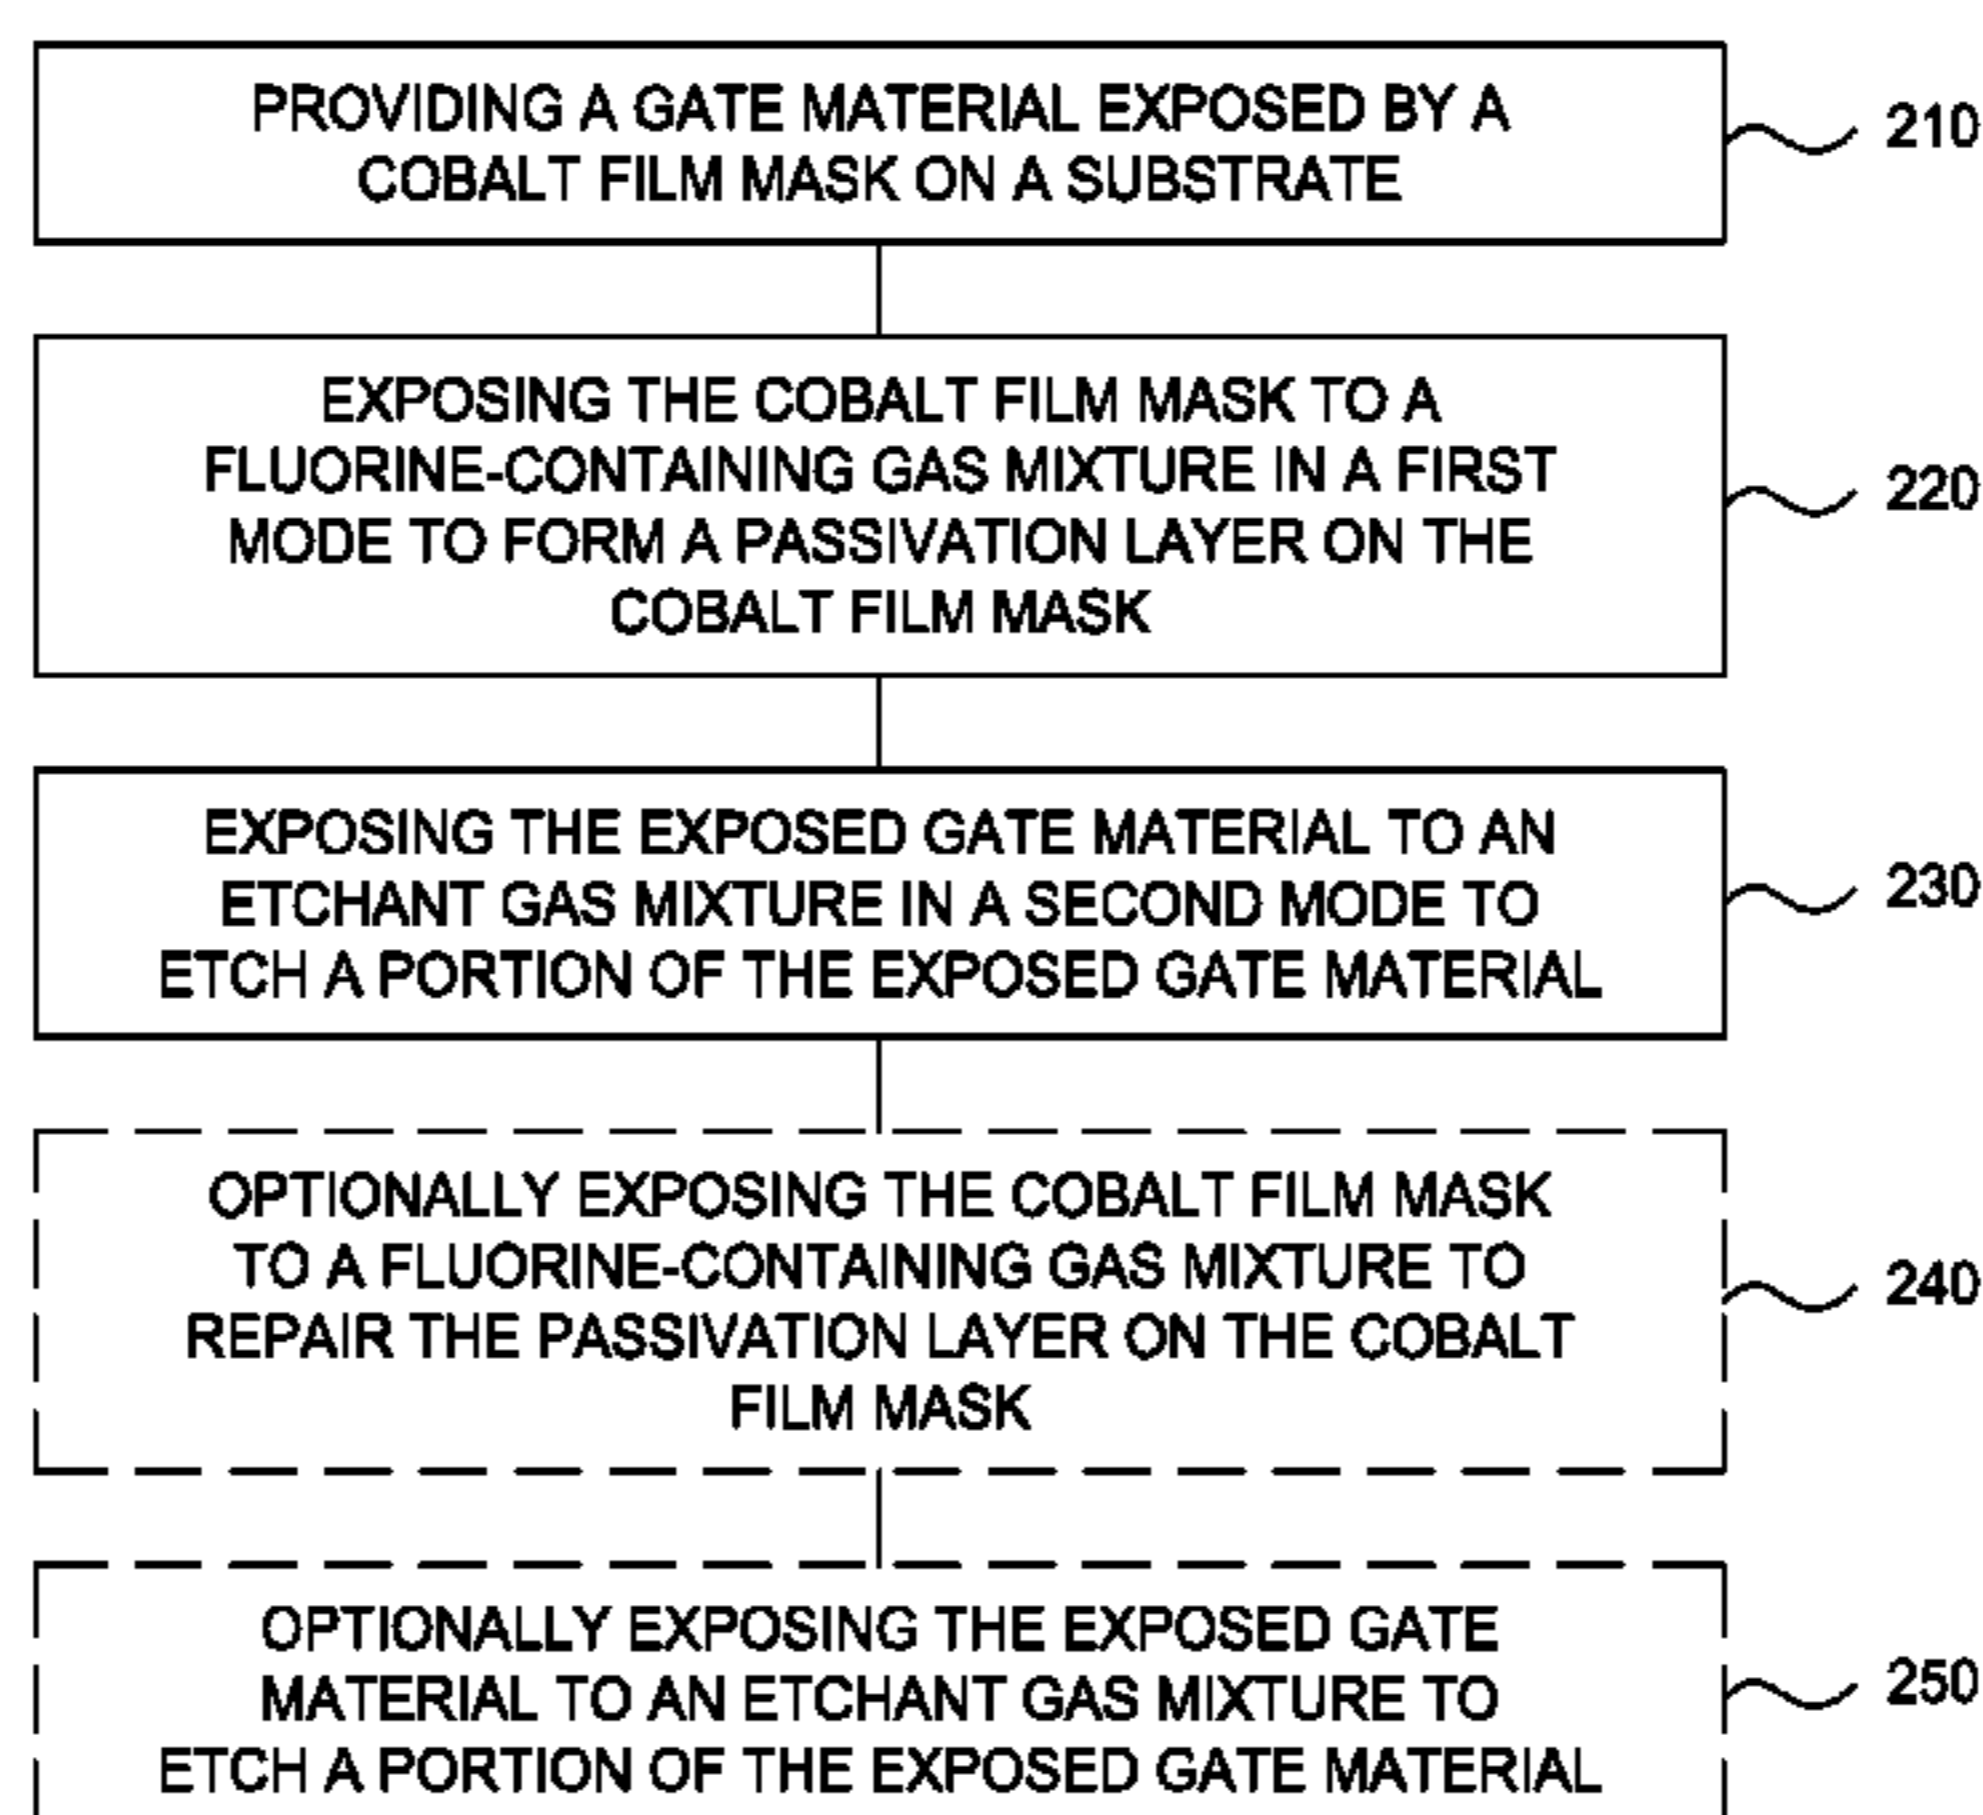 PROVIDING A GATE MATERIAL EXPOSED BY A
COBALT FILM MASK ON A SUBSTRATE
210
EXPOSING THE COBALT FILM MASK TO A
FLUORINE-CONTAINING GAS MIXTURE IN A FIRST
MODE TO FORM A PASSIVATION LAYER ON THE
COBALT FILM MASK
220
EXPOSING THE EXPOSED GATE MATERIAL TO AN
ETCHANT GAS MIXTURE IN A SECOND MODE TO
ETCH A PORTION OF THE EXPOSED GATE MATERIAL
230
OPTIONALLY EXPOSING THE COBALT FILM MASK
TO A FLUORINE-CONTAINING GAS MIXTURE TO
REPAIR THE PASSIVATION LAYER ON THE COBALT
FILM MASK
240
OPTIONALLY EXPOSING THE EXPOSED GATE
MATERIAL TO AN ETCHANT GAS MIXTURE TO
ETCH A PORTION OF THE EXPOSED GATE MATERIAL
250